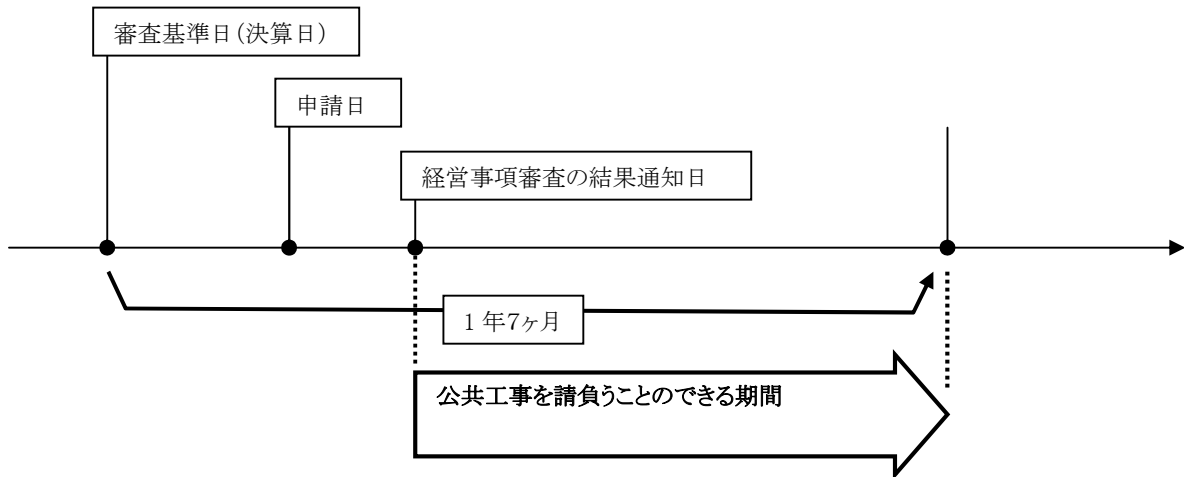 審査基準日(決算日)
申請日
経営事項審査の結果通知日
1年7ヶ月
公共工事を請負うことのできる期間